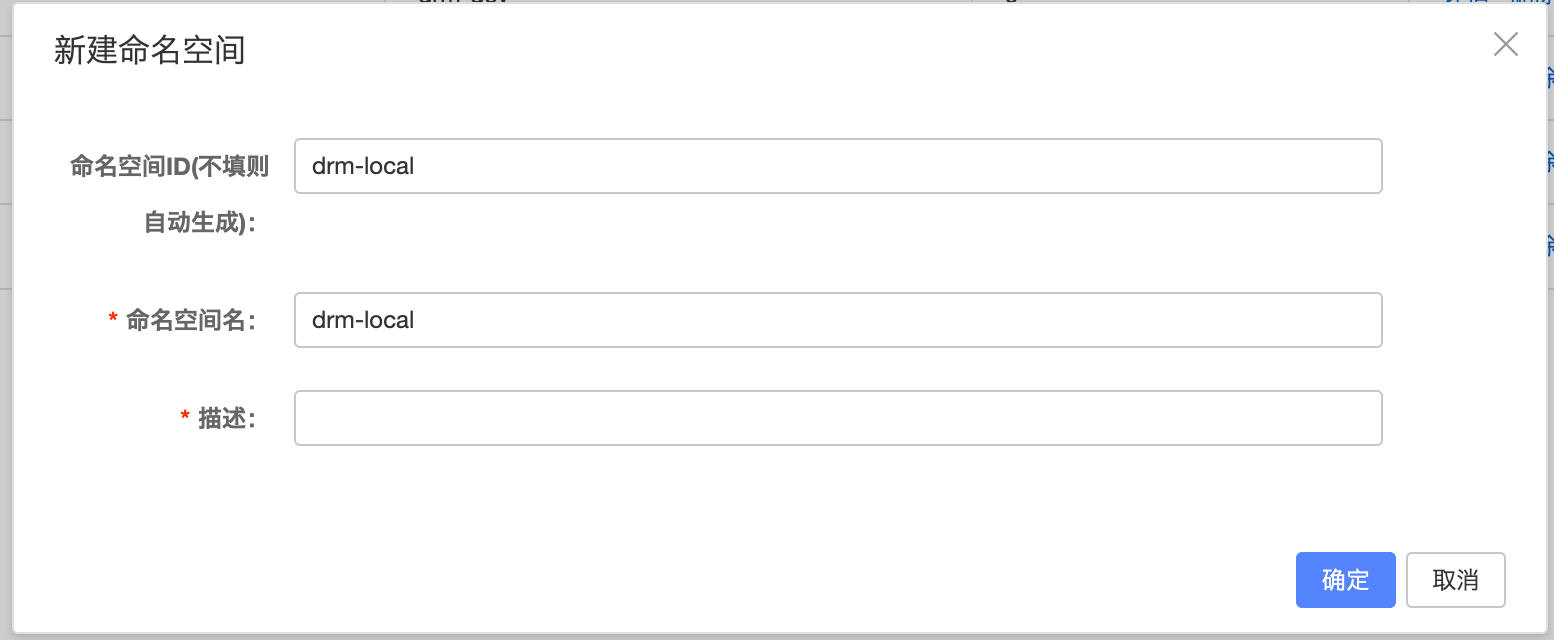 新建命名空间
命名空间ID(不填则
自动生成):
drm-local
* 命名空间名:
drm-local
* 描述:
确定
取消